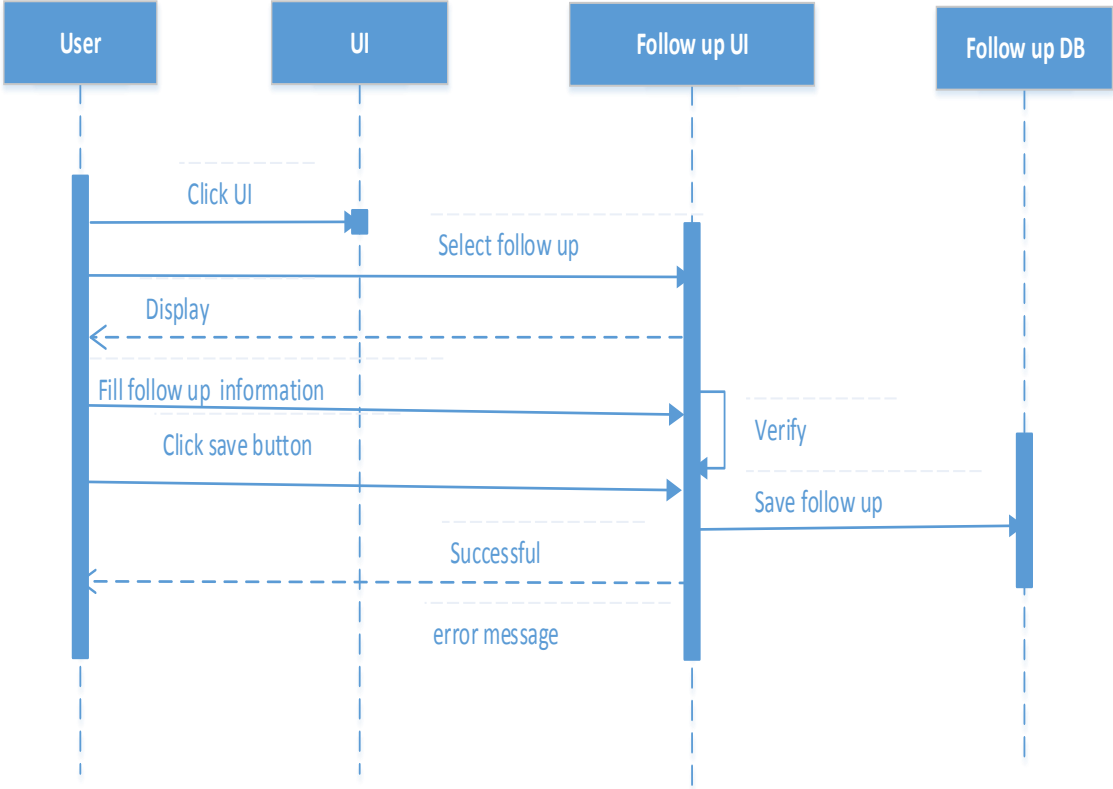 User
UI
Follow up UI
Follow up DB
Click UI
Select follow up
Display
Fill follow up  information
Verify
Click save button
Save follow up
Successful
error message